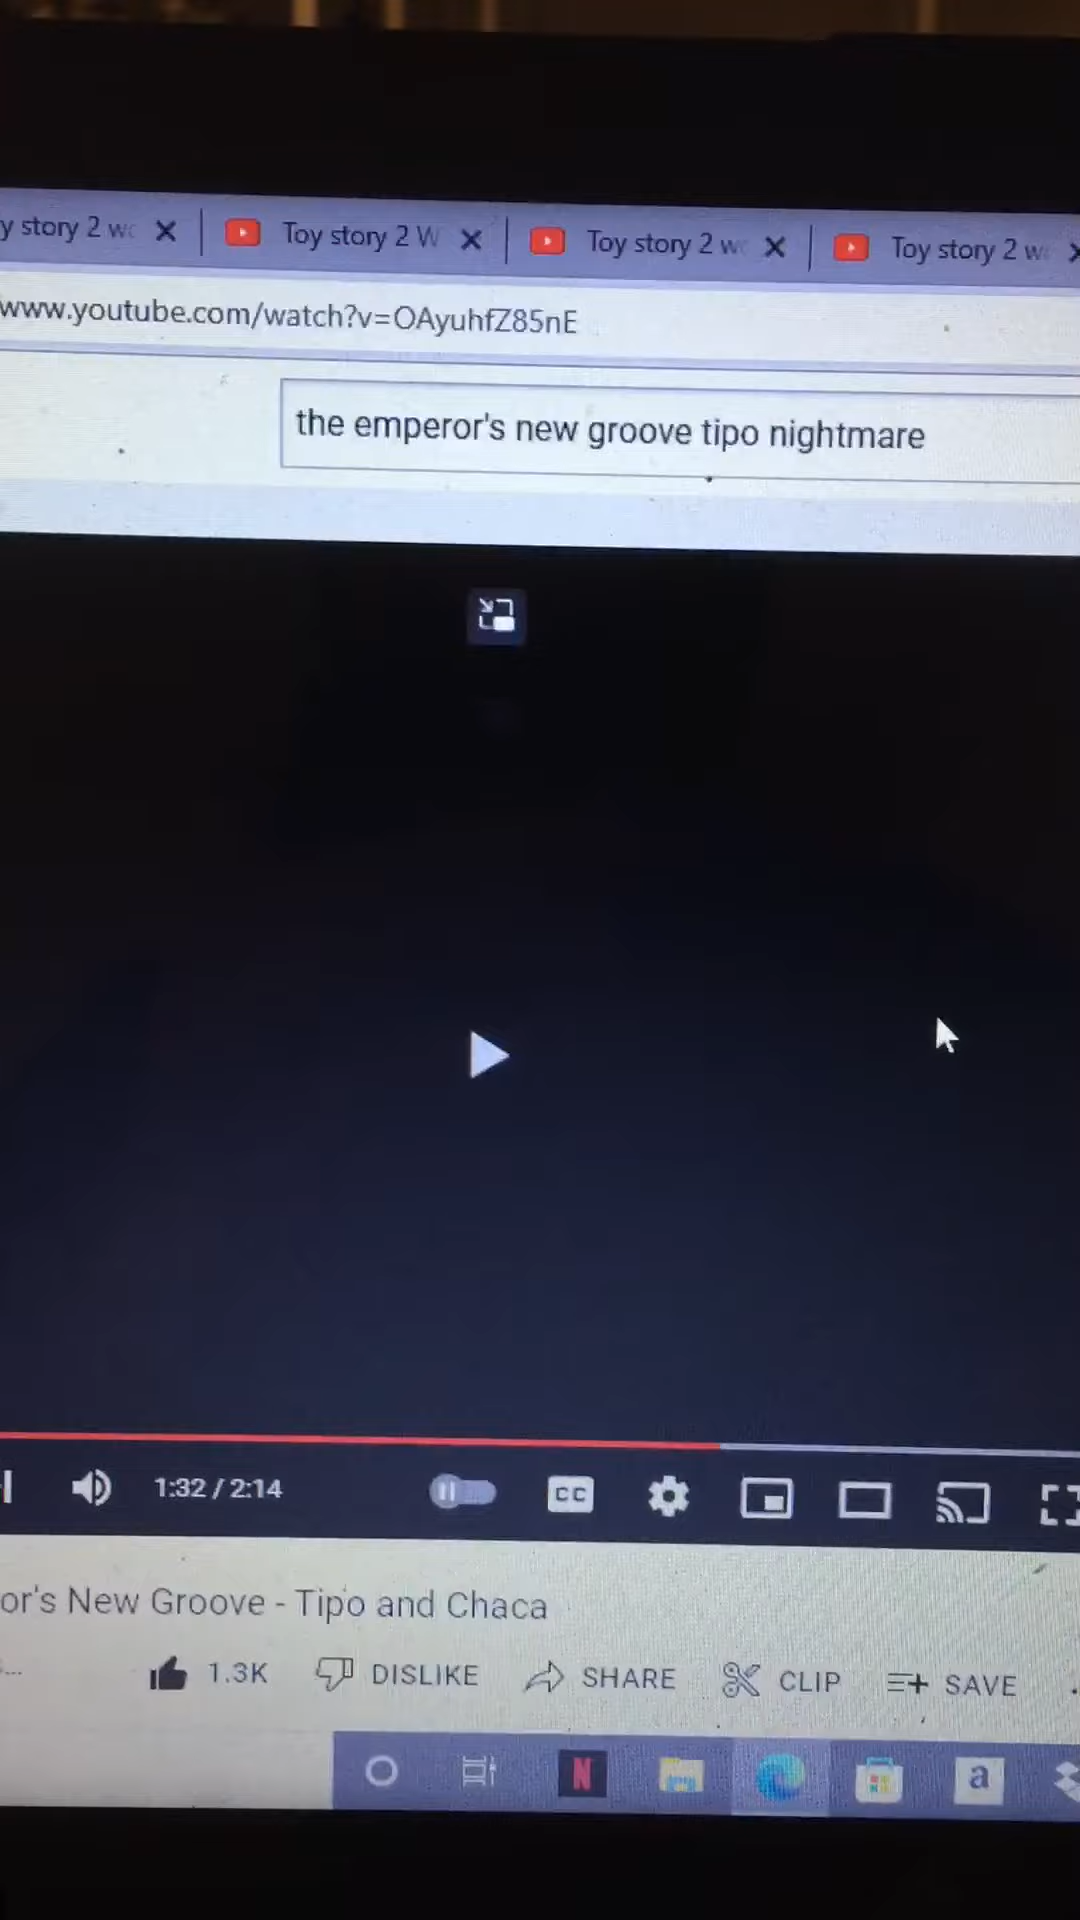 y story 2 wo Toy story 2 W Toy story 2 wo Toy story 2 w
www.youtube.com/watch?v=OAyuhfZ85nE
the emperor's new groove tipo nightmare
1:32 / 2:14 CC
or's New Groove - Tipo and Chaca
... 1.3K DISLIKE SHARE CLIP SAVE
N a